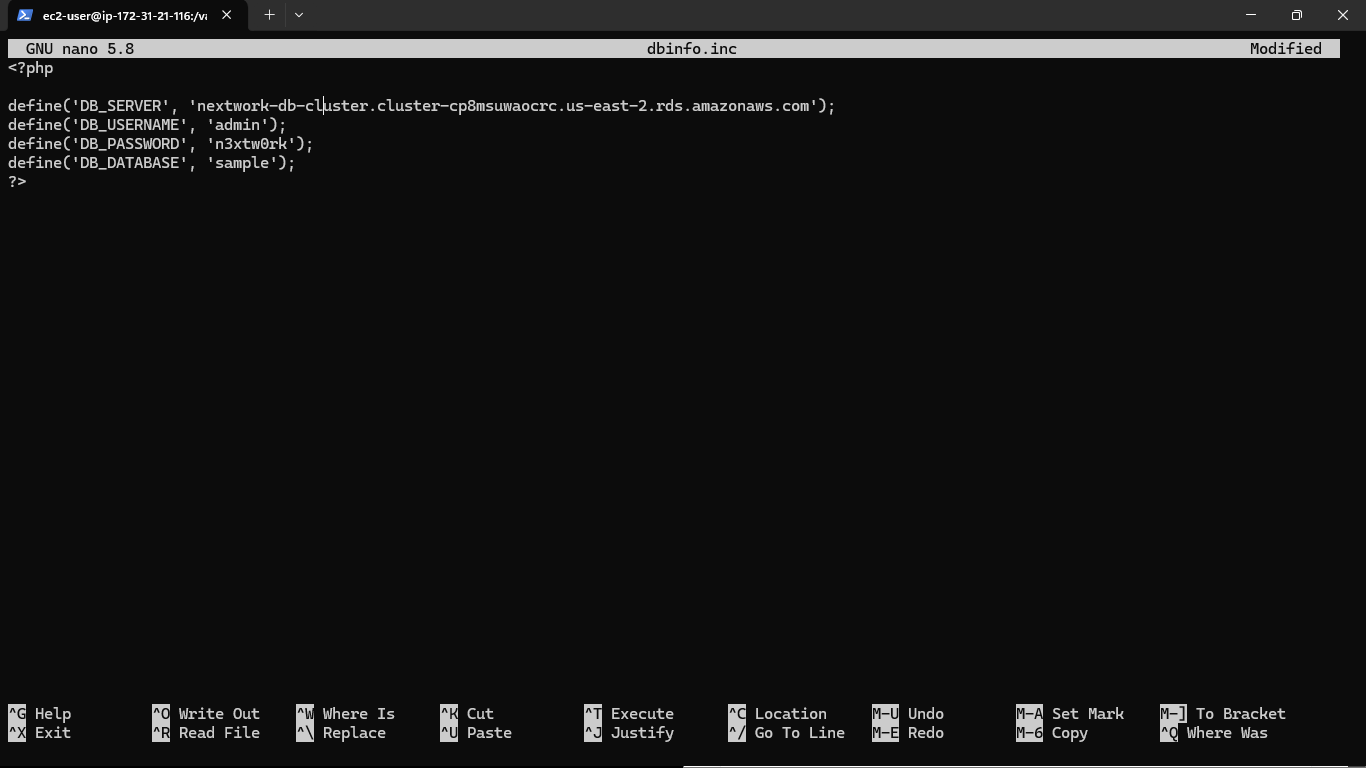 ec2-user@ip-172-31-21-116:/va
GNU nano 5.8 dbinfo.inc Modified
<?php
define('DB_SERVER', 'nextwork-db-cluster.cluster-cp8msuwaocrc.us-east-2.rds.amazonaws.com');
define('DB_USERNAME', 'admin');
define('DB_PASSWORD', 'n3xtw0rk');
define('DB_DATABASE', 'sample');
?>
^G Help ^O Write Out ^W Where Is ^K Cut ^T Execute ^C Location M-U Undo M-A Set Mark M-] To Bracket
^X Exit ^R Read File ^\ Replace ^U Paste ^J Justify ^/ Go To Line M-E Redo M-6 Copy ^Q Where Was